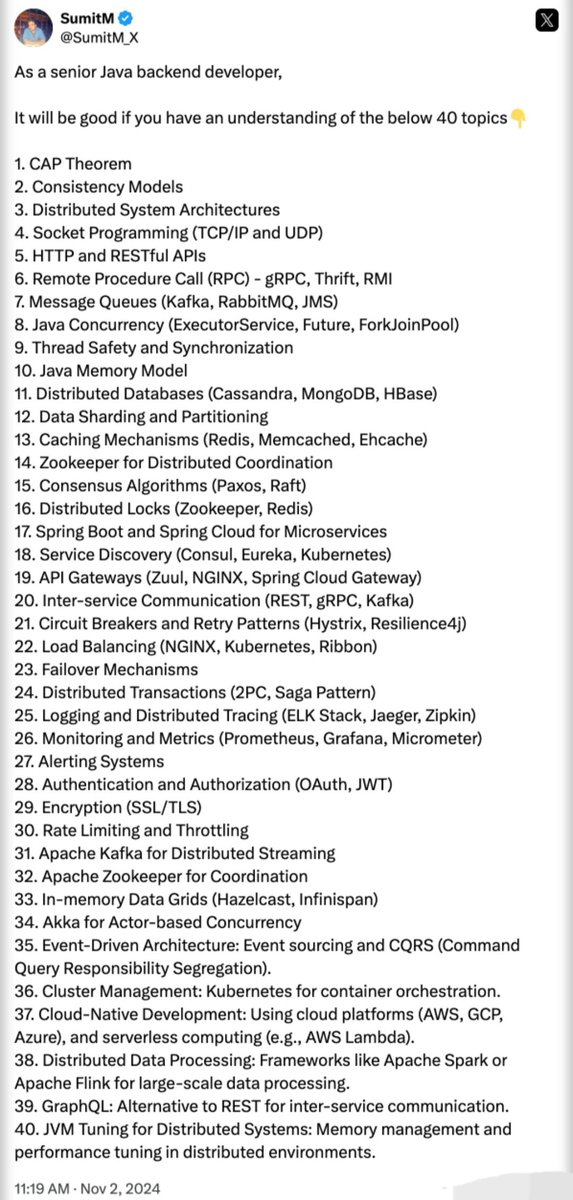 SumitM
@SumitM_X
As a senior Java backend developer,
It will be good if you have an understanding of the below 40 topics👇
1. CAP Theorem
2. Consistency Models
3. Distributed System Architectures
4. Socket Programming (TCP/IP and UDP)
5. HTTP and RESTful APIs
6. Remote Procedure Call (RPC) - gRPC, Thrift, RMI
7. Message Queues (Kafka, RabbitMQ, JMS)
8. Java Concurrency (ExecutorService, Future, ForkJoinPool)
9. Thread Safety and Synchronization
10. Java Memory Model
11. Distributed Databases (Cassandra, MongoDB, HBase)
12. Data Sharding and Partitioning
13. Caching Mechanisms (Redis, Memcached, Ehcache)
14. Zookeeper for Distributed Coordination
15. Consensus Algorithms (Paxos, Raft)
16. Distributed Locks (Zookeeper, Redis)
17. Spring Boot and Spring Cloud for Microservices
18. Service Discovery (Consul, Eureka, Kubernetes)
19. API Gateways (Zuul, NGINX, Spring Cloud Gateway)
20. Inter-service Communication (REST, gRPC, Kafka)
21. Circuit Breakers and Retry Patterns (Hystrix, Resilience4j)
22. Load Balancing (NGINX, Kubernetes, Ribbon)
23. Failover Mechanisms
24. Distributed Transactions (2PC, Saga Pattern)
25. Logging and Distributed Tracing (ELK Stack, Jaeger, Zipkin)
26. Monitoring and Metrics (Prometheus, Grafana, Micrometer)
27. Alerting Systems
28. Authentication and Authorization (OAuth, JWT)
29. Encryption (SSL/TLS)
30. Rate Limiting and Throttling
31. Apache Kafka for Distributed Streaming
32. Apache Zookeeper for Coordination
33. In-memory Data Grids (Hazelcast, Infinispan)
34. Akka for Actor-based Concurrency
35. Event-Driven Architecture: Event sourcing and CQRS (Command
Query Responsibility Segregation).
36. Cluster Management: Kubernetes for container orchestration.
37. Cloud-Native Development: Using cloud platforms (AWS, GCP,
Azure), and serverless computing (e.g., AWS Lambda).
38. Distributed Data Processing: Frameworks like Apache Spark or
Apache Flink for large-scale data processing.
39. GraphQL: Alternative to REST for inter-service communication.
40. JVM Tuning for Distributed Systems: Memory management and
performance tuning in distributed environments.
11:19 AM · Nov 2, 2024